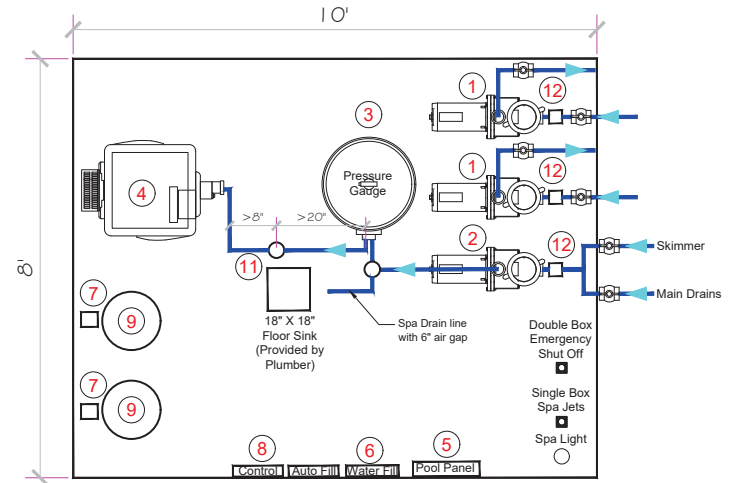 10'
8'
1
12
3
1
12
4
Pressure
Gauge
2
12
>8"
>20"
11
Skimmer
Main Drains
18" X 18"
Floor Sink
(Provided by
Plumber)
Spa Drain line
with 6" air gap
7
9
7
9
Double Box
Emergency
Shut Off
Single Box
Spa Jets
Spa Light
8
6
5
Control
Auto Fill
Water Fill
Pool Panel